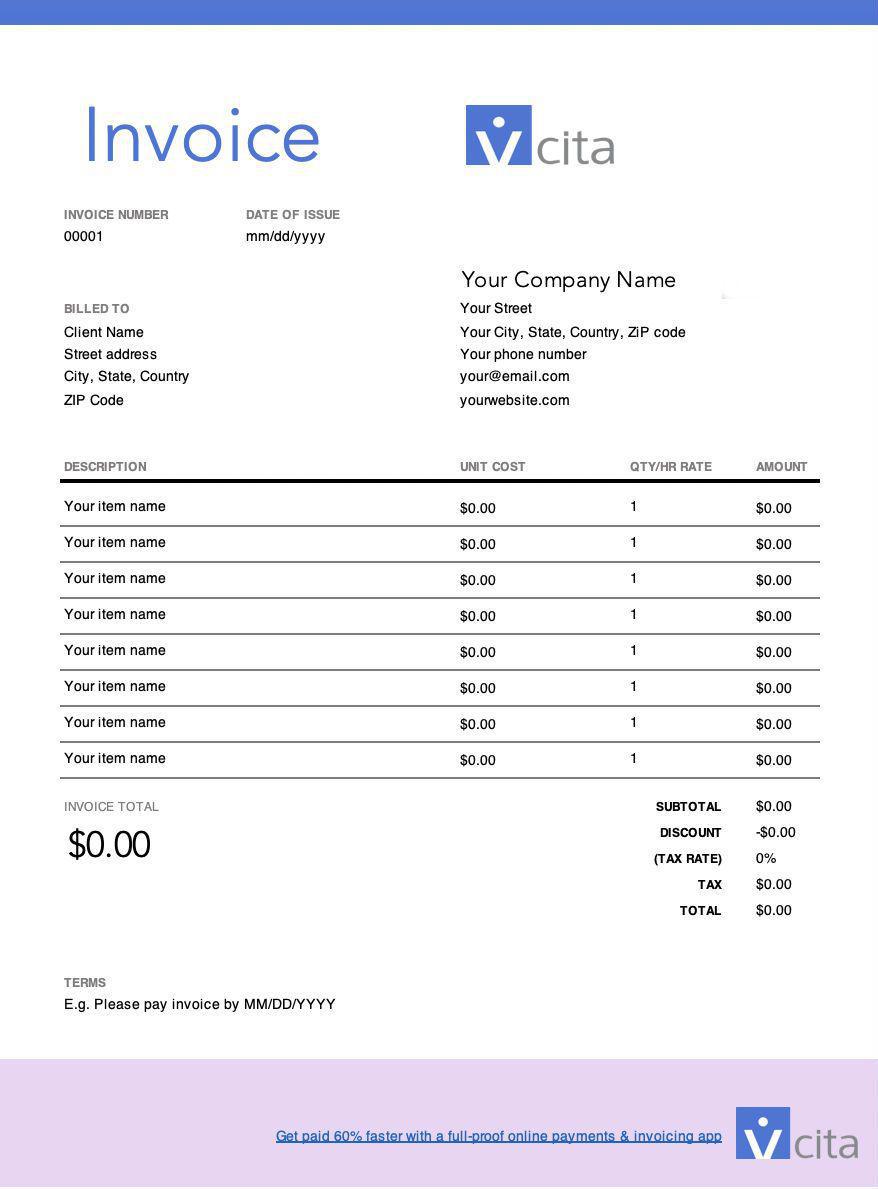 Invoice
vcita
INVOICE NUMBER DATE OF ISSUE
00001 mm/dd/yyyy
Your Company Name
BILLED TO Your Street
Client Name Your City, State, Country, ZiP code
Street address Your phone number
City, State, Country your@email.com
ZIP Code yourwebsite.com
DESCRIPTION UNIT COST QTY/HR RATE AMOUNT
Your item name $0.00 1 $0.00
Your item name $0.00 1 $0.00
Your item name $0.00 1 $0.00
Your item name $0.00 1 $0.00
Your item name $0.00 1 $0.00
Your item name $0.00 1 $0.00
Your item name $0.00 1 $0.00
Your item name $0.00 1 $0.00
INVOICE TOTAL SUBTOTAL $0.00
$0.00 DISCOUNT -$0.00
(TAX RATE) 0%
TAX $0.00
TOTAL $0.00
TERMS
E.g. Please pay invoice by MM/DD/YYYY
Get paid 60% faster with a full-proof online payments & invoicing app
vcita